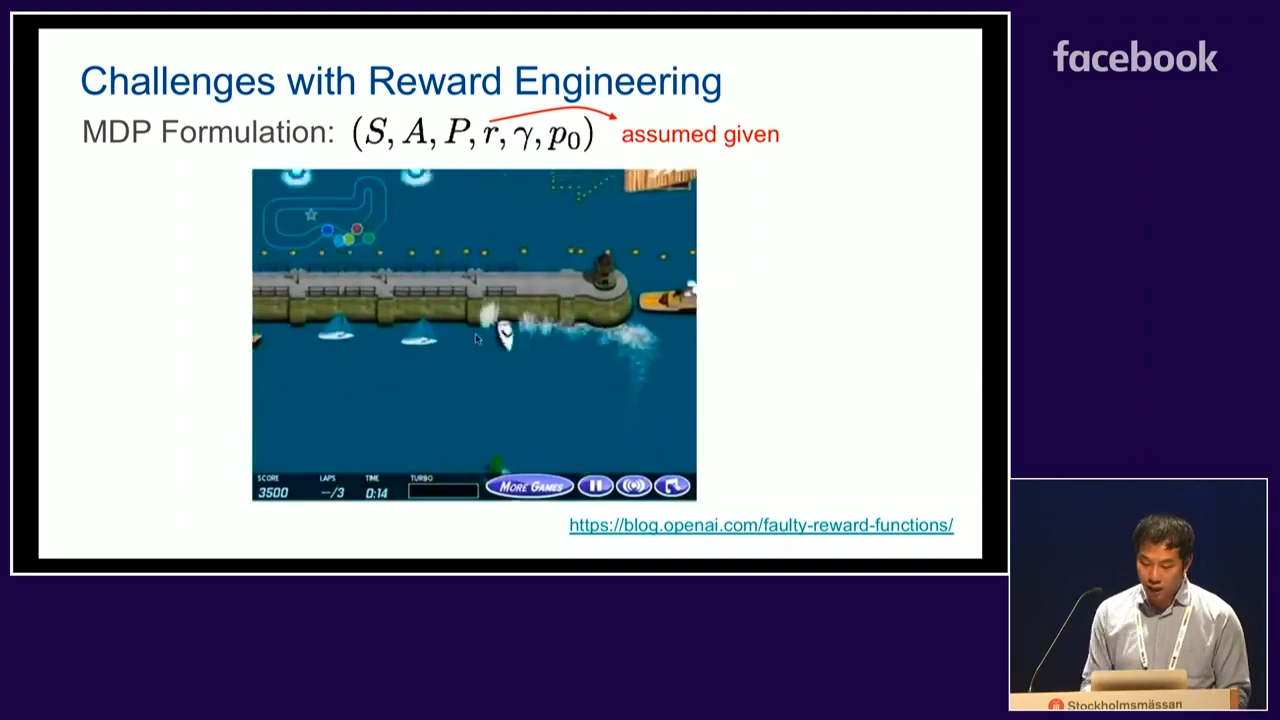 Challenges with Reward Engineering
MDP Formulation: (S, A, P, r, γ, p₀) assumed given
SCORE LAPS TIME TURBO
3500 --/3 0:14
MORE GAMES
https://blog.openai.com/faulty-reward-functions/
facebook
Stockholmsmässan